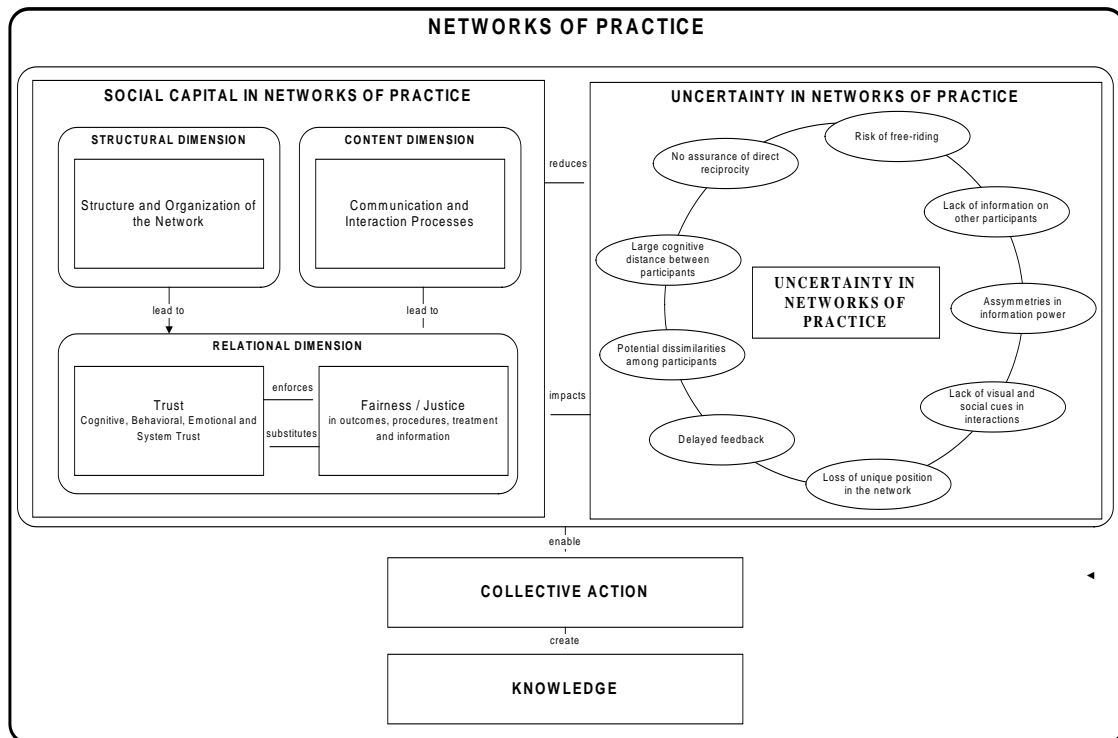 NETWORKS OF PRACTICE
SOCIAL CAPITAL IN NETWORKS OF PRACTICE
STRUCTURAL DIMENSION
Structure and Organization of
the Network
CONTENT DIMENSION
Communication and
Interaction Processes
lead to
lead to
RELATIONAL DIMENSION
Trust
Cognitive, Behavioral, Emotional and
System Trust
enforces
substitutes
Fairness / Justice
in outcomes, procedures, treatment
and information
reduces
impacts
UNCERTAINTY IN NETWORKS OF PRACTICE
Risk of free-riding
No assurance of direct
reciprocity
Lack of information on
other participants
Large cognitive
distance between
participants
UNCERTAINTY IN
NETWORKS OF
PRACTICE
Assymmetries in
information power
Potential dissimilarities
among participants
Lack of visual and
social cues in
interactions
Delayed feedback
Loss of unique position
in the network
enable
COLLECTIVE ACTION
create
KNOWLEDGE